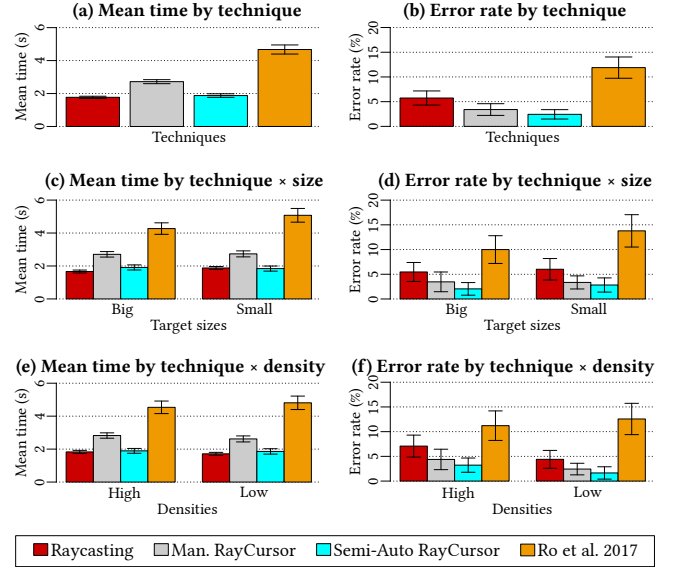 (a) Mean time by technique
Mean time (s)
0 2 4 6
Techniques
(b) Error rate by technique
Error rate (%)
0 5 10 15 20
Techniques
(c) Mean time by technique × size
Mean time (s)
0 2 4 6
Big Small
Target sizes
(d) Error rate by technique × size
Error rate (%)
0 5 10 15 20
Big Small
Target sizes
(e) Mean time by technique × density
Mean time (s)
0 2 4 6
High Low
Densities
(f) Error rate by technique × density
Error rate (%)
0 5 10 15 20
High Low
Densities
Raycasting Man. RayCursor Semi-Auto RayCursor Ro et al. 2017